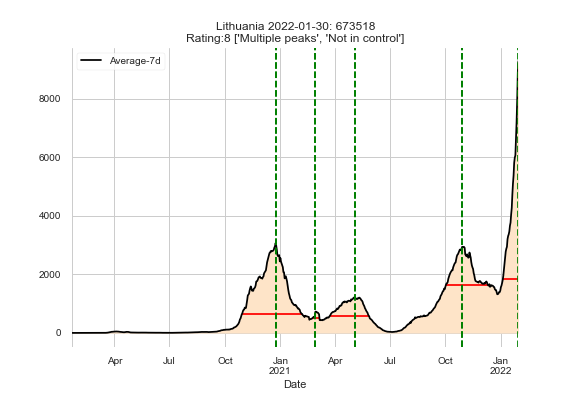 Lithuania 2022-01-30: 673518
Rating:8 ['Multiple peaks', 'Not in control']
Average-7d
8000
6000
4000
2000
0
Apr Jul Oct Jan Apr Jul Oct Jan
2021 2022
Date